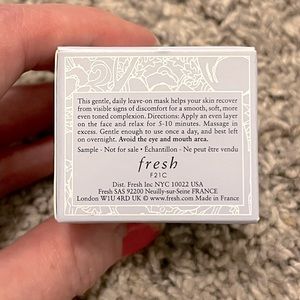 This gentle, daily leave-on mask helps your skin recover
from visible signs of discomfort for a smooth, soft, more
even toned complexion. Directions: Apply an even layer
on the face and relax for 5-10 minutes. Massage in
excess. Gentle enough to use once a day, and best left
on overnight. Avoid the eye and mouth area.
Sample - Not for sale • Échantillon - Ne peut être vendu
fresh
F21C
Dist. Fresh Inc NYC 10022 USA
Fresh SAS 92200 Neuilly-sur-Seine FRANCE
London W1U 4RD UK © www.fresh.com Made in France